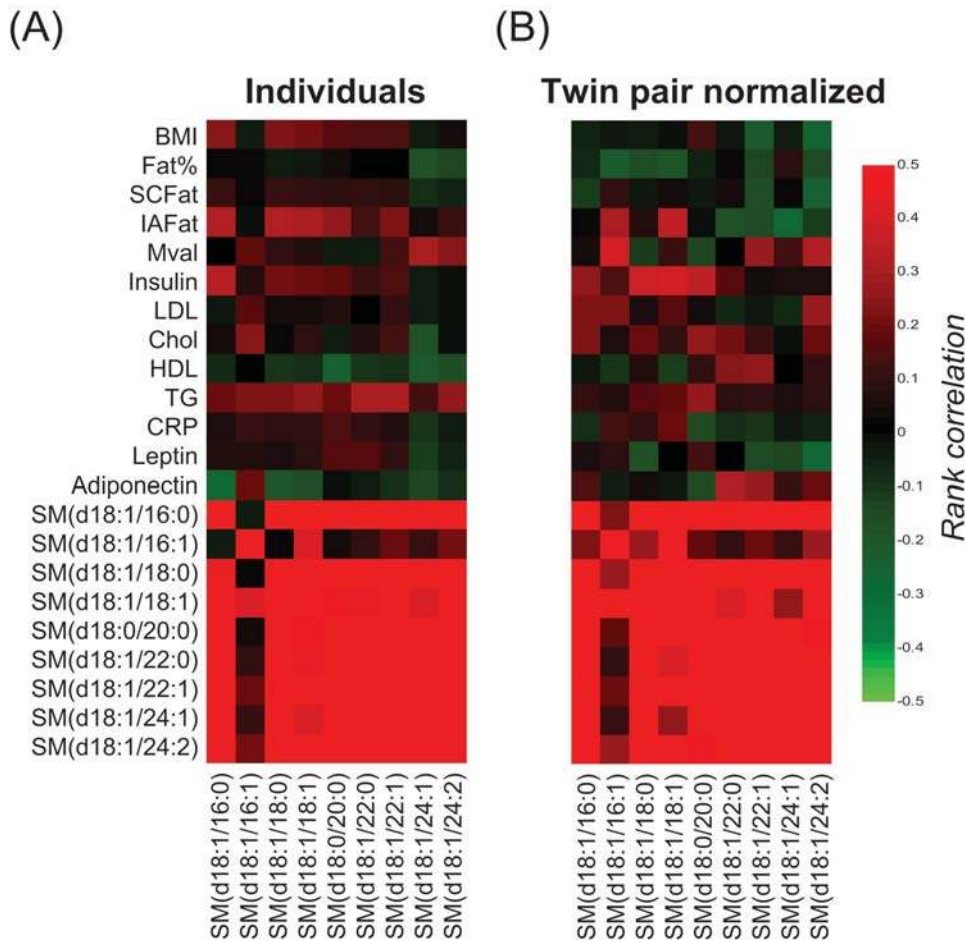 (A)
(B)
Individuals
Twin pair normalized
BMI
Fat%
SCFat
IAFat
Mval
Insulin
LDL
Chol
HDL
TG
CRP
Leptin
Adiponectin
SM(d18:1/16:0)
SM(d18:1/16:1)
SM(d18:1/18:0)
SM(d18:1/18:1)
SM(d18:0/20:0)
SM(d18:1/22:0)
SM(d18:1/22:1)
SM(d18:1/24:1)
SM(d18:1/24:2)
SM(d18:1/16:0)
SM(d18:1/16:1)
SM(d18:1/18:0)
SM(d18:1/18:1)
SM(d18:0/20:0)
SM(d18:1/22:0)
SM(d18:1/22:1)
SM(d18:1/24:1)
SM(d18:1/24:2)
SM(d18:1/16:0)
SM(d18:1/16:1)
SM(d18:1/18:0)
SM(d18:1/18:1)
SM(d18:0/20:0)
SM(d18:1/22:0)
SM(d18:1/22:1)
SM(d18:1/24:1)
SM(d18:1/24:2)
0.5
0.4
0.3
0.2
0.1
0
-0.1
-0.2
-0.3
-0.4
-0.5
Rank correlation